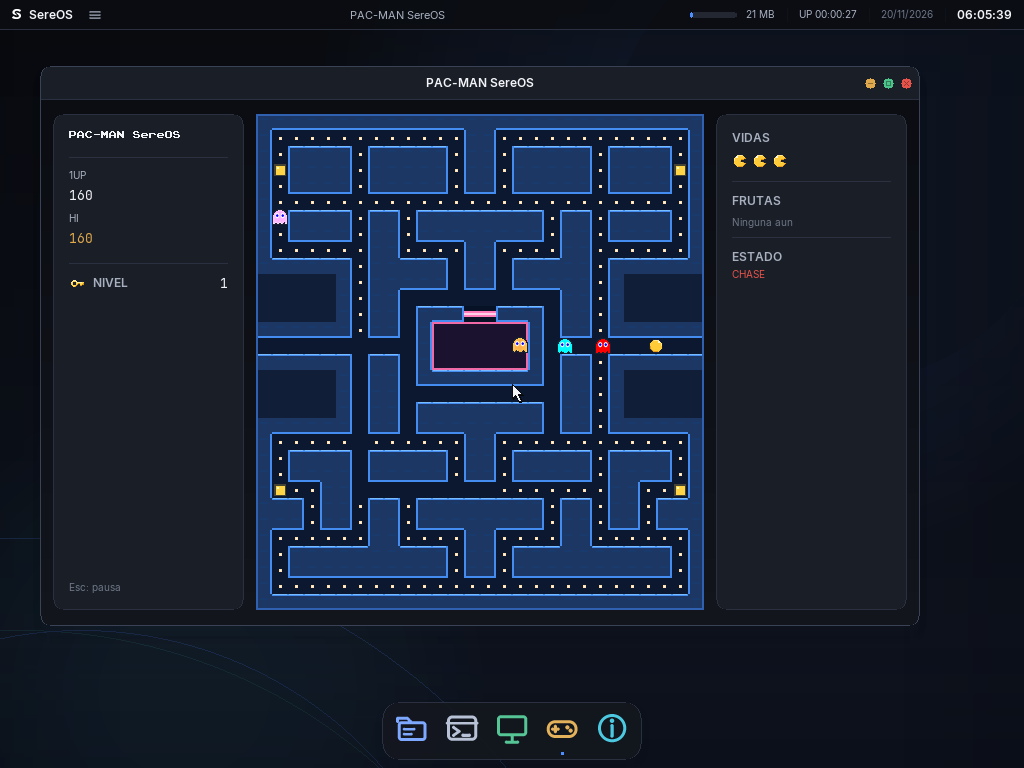 SereOS
PAC-MAN SereOS
21 MB
UP 00:00:27
20/11/2026
06:05:39
PAC-MAN SereOS
PAC-MAN SereOS
1UP
160
HI
160
NIVEL 1
Esc: pausa
VIDAS
FRUTAS
Ninguna aun
ESTADO
CHASE